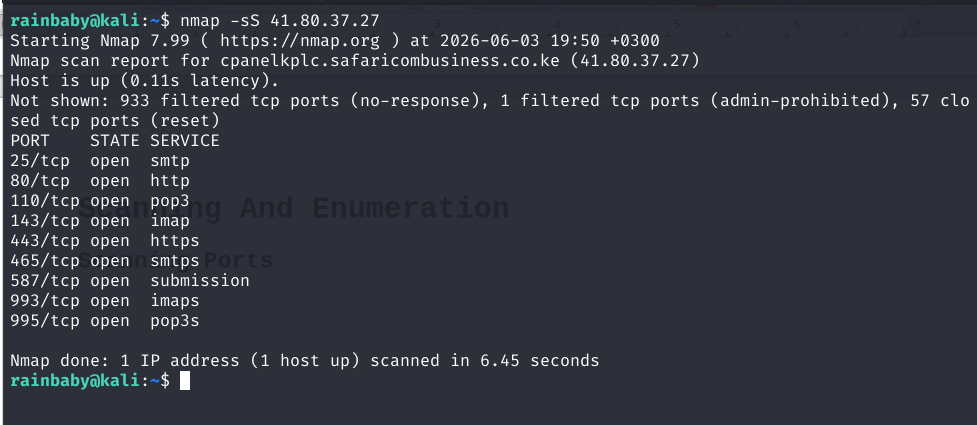 rainbaby@kali:~$ nmap -sS 41.80.37.27
Starting Nmap 7.99 ( https://nmap.org ) at 2026-06-03 19:50 +0300
Nmap scan report for cpanelkplc.safaricombusiness.co.ke (41.80.37.27)
Host is up (0.11s latency).
Not shown: 933 filtered tcp ports (no-response), 1 filtered tcp ports (admin-prohibited), 57 clo
sed tcp ports (reset)
PORT    STATE SERVICE
25/tcp  open  smtp
80/tcp  open  http
110/tcp open  pop3
Scanning And Enumeration
143/tcp open  imap
443/tcp open  https
Scanning Ports
465/tcp open  smtps
587/tcp open  submission
993/tcp open  imaps
995/tcp open  pop3s
Nmap done: 1 IP address (1 host up) scanned in 6.45 seconds
rainbaby@kali:~$